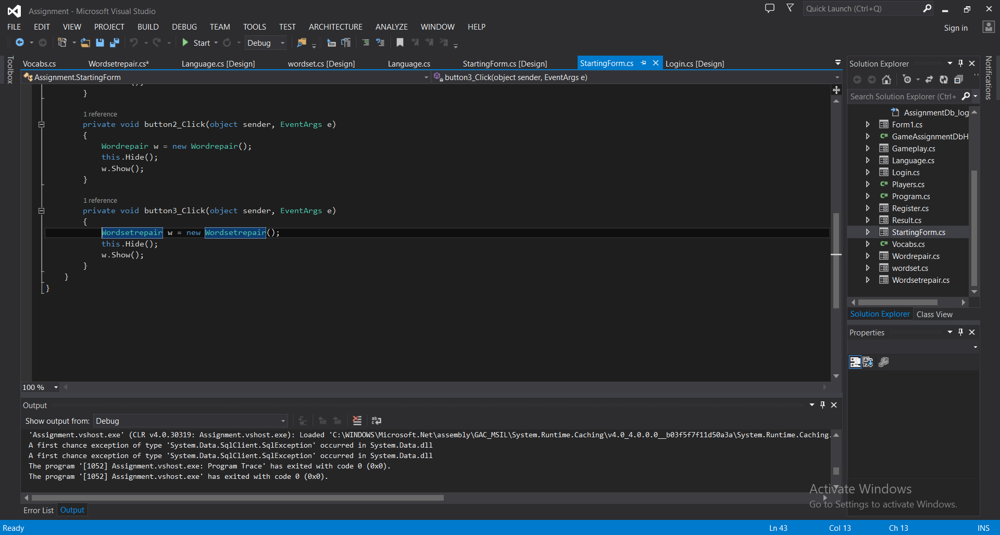 Assignment - Microsoft Visual Studio
Quick Launch (Ctrl+Q)
FILE EDIT VIEW PROJECT BUILD DEBUG TEAM TOOLS TEST ARCHITECTURE ANALYZE WINDOW HELP
Sign in
Start
Debug
Toolbox
Vocabs.cs
Wordsetrepair.cs*
Language.cs [Design]
wordset.cs [Design]
Language.cs
StartingForm.cs [Design]
StartingForm.cs
Login.cs [Design]
Assignment.StartingForm
button3_Click(object sender, EventArgs e)
}
1 reference
private void button2_Click(object sender, EventArgs e)
{
Wordrepair w = new Wordrepair();
this.Hide();
w.Show();
}
1 reference
private void button3_Click(object sender, EventArgs e)
{
Wordsetrepair w = new Wordsetrepair();
this.Hide();
w.Show();
}
}
}
100 %
Output
Show output from: Debug
'Assignment.vshost.exe' (CLR v4.0.30319: Assignment.vshost.exe): Loaded 'C:\WINDOWS\Microsoft.Net\assembly\GAC_MSIL\System.Runtime.Caching\v4.0_4.0.0.0__b03f5f7f11d50a3a\System.Runtime.Caching.
A first chance exception of type 'System.Data.SqlClient.SqlException' occurred in System.Data.dll
A first chance exception of type 'System.Data.SqlClient.SqlException' occurred in System.Data.dll
The program '[1052] Assignment.vshost.exe: Program Trace' has exited with code 0 (0x0).
The program '[1052] Assignment.vshost.exe' has exited with code 0 (0x0).
Error List
Output
Solution Explorer
Search Solution Explorer (Ctrl+
AssignmentDb_log
Form1.cs
C# GameAssignmentDbH
Gameplay.cs
Language.cs
Login.cs
C# Players.cs
C# Program.cs
Register.cs
Result.cs
StartingForm.cs
C# Vocabs.cs
Wordrepair.cs
wordset.cs
Wordsetrepair.cs
Solution Explorer
Class View
Properties
Notifications
Activate Windows
Go to Settings to activate Windows.
Ready
Ln 43
Col 13
Ch 13
INS